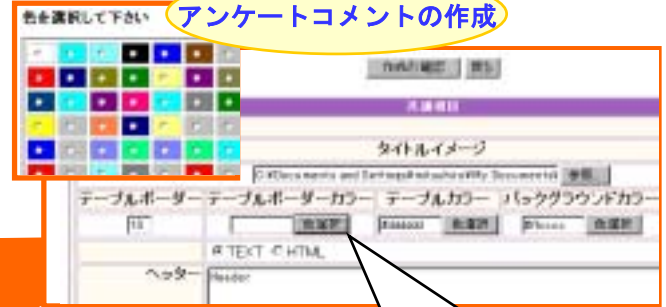 アンケートコメントの作成
色を選択して下さい
作成の確認 戻る
共通項目
タイトルイメージ
参照...
テーブルボーダー テーブルボーダーカラー テーブルカラー バックグラウンドカラー
10 色選択 色選択 色選択
TEXT HTML
ヘッダー Header